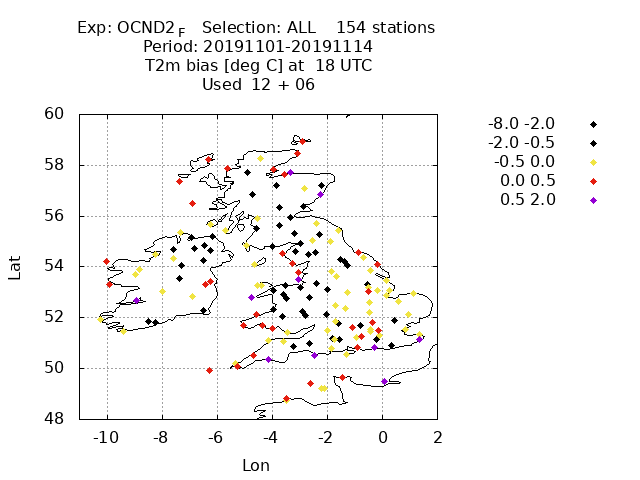 Exp: OCND2_F   Selection: ALL    154 stations
Period: 20191101-20191114
T2m bias [deg C] at  18 UTC
Used  12 + 06
60
58
56
54
52
50
48
Lat
-10 -8 -6 -4 -2 0 2
Lon
-8.0 -2.0
-2.0 -0.5
-0.5 0.0
0.0 0.5
0.5 2.0